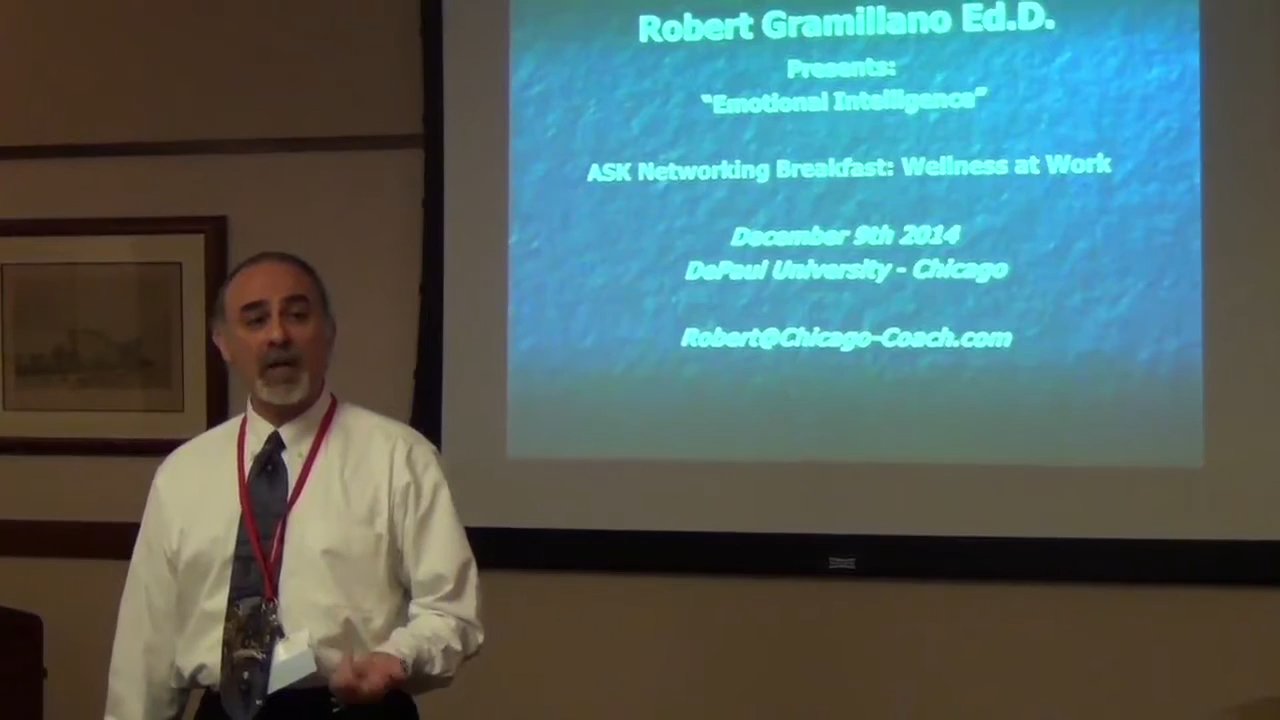 Robert Gramillano Ed.D.
Presents:
"Emotional Intelligence"
ASK Networking Breakfast: Wellness at Work
December 9th 2014
DePaul University - Chicago
Robert@Chicago-Coach.com